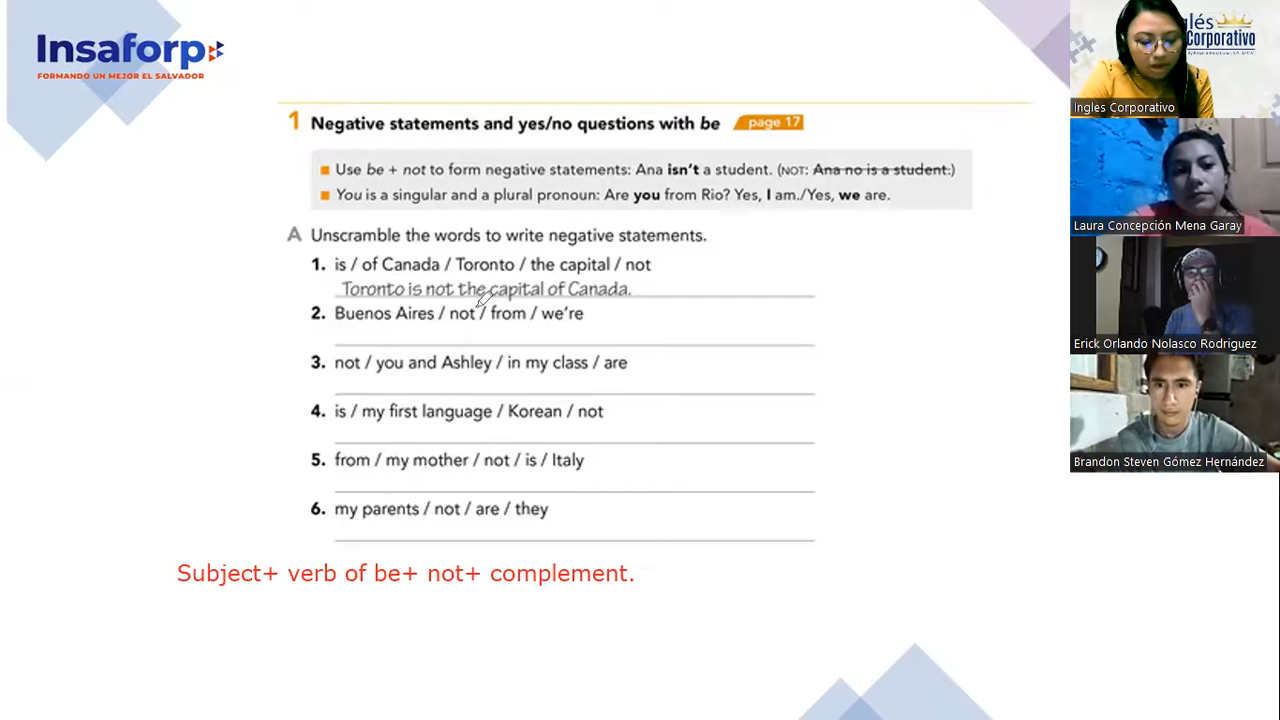 Insaforp
FORMANDO UN MEJOR EL SALVADOR
1 Negative statements and yes/no questions with be page 17
Use be + not to form negative statements: Ana isn't a student. (NOT: Ana no is a student.)
You is a singular and a plural pronoun: Are you from Rio? Yes, I am./Yes, we are.
A Unscramble the words to write negative statements.
1. is / of Canada / Toronto / the capital / not
Toronto is not the capital of Canada.
2. Buenos Aires / not / from / we're
3. not / you and Ashley / in my class / are
4. is / my first language / Korean / not
5. from / my mother / not / is / Italy
6. my parents / not / are / they
Subject+ verb of be+ not+ complement.
glés
Corporativo
Ingles Corporativo
Laura Concepción Mena Garay
Erick Orlando Nolasco Rodriguez
Brandon Steven Gómez Hernández